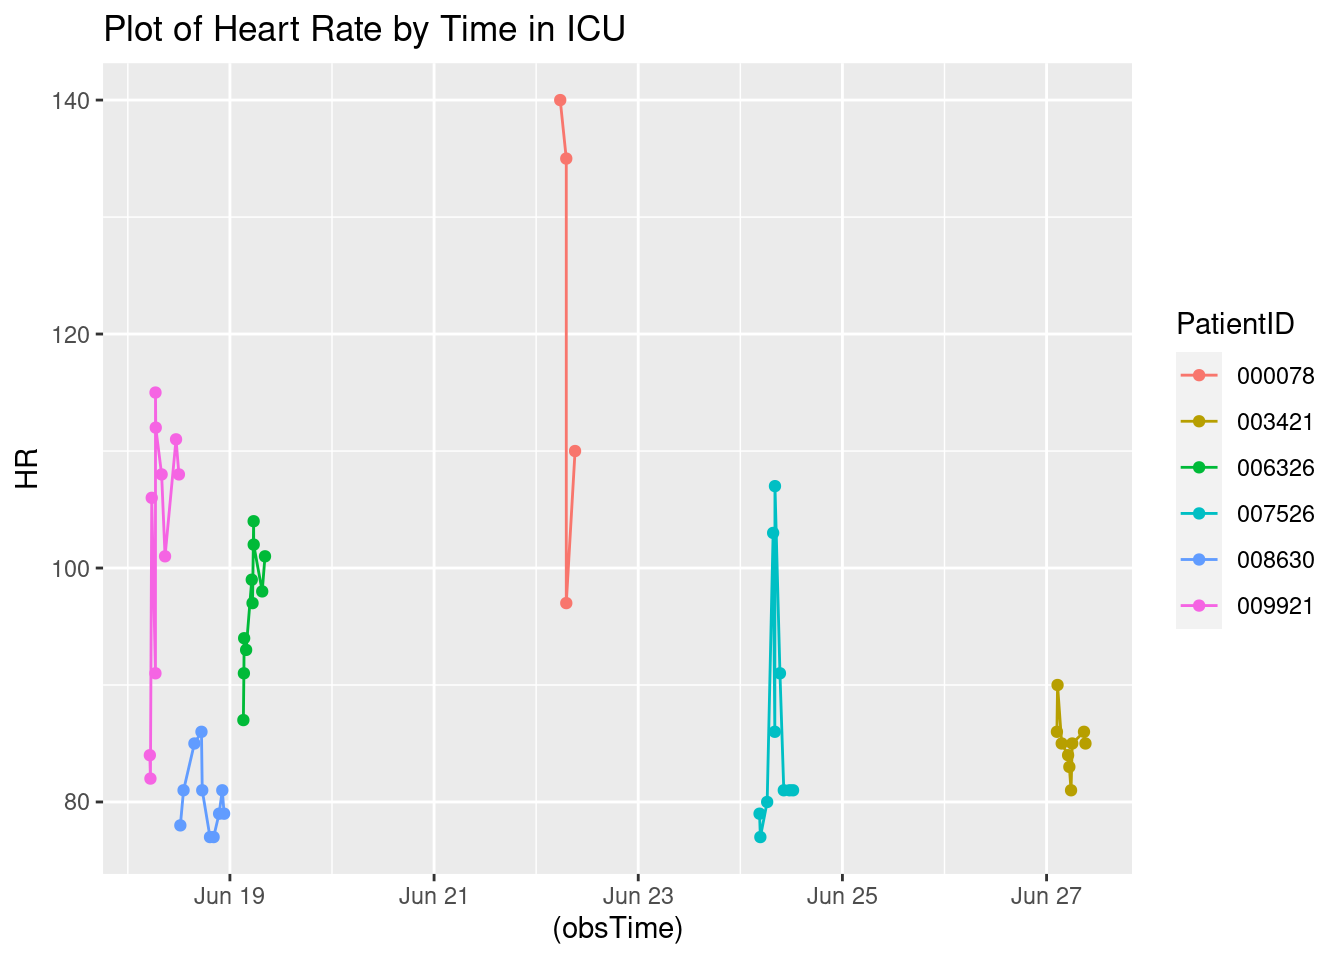 Plot of Heart Rate by Time in ICU
140
120
100
80
HR
Jun 19
Jun 21
Jun 23
Jun 25
Jun 27
(obsTime)
PatientID
000078
003421
006326
007526
008630
009921